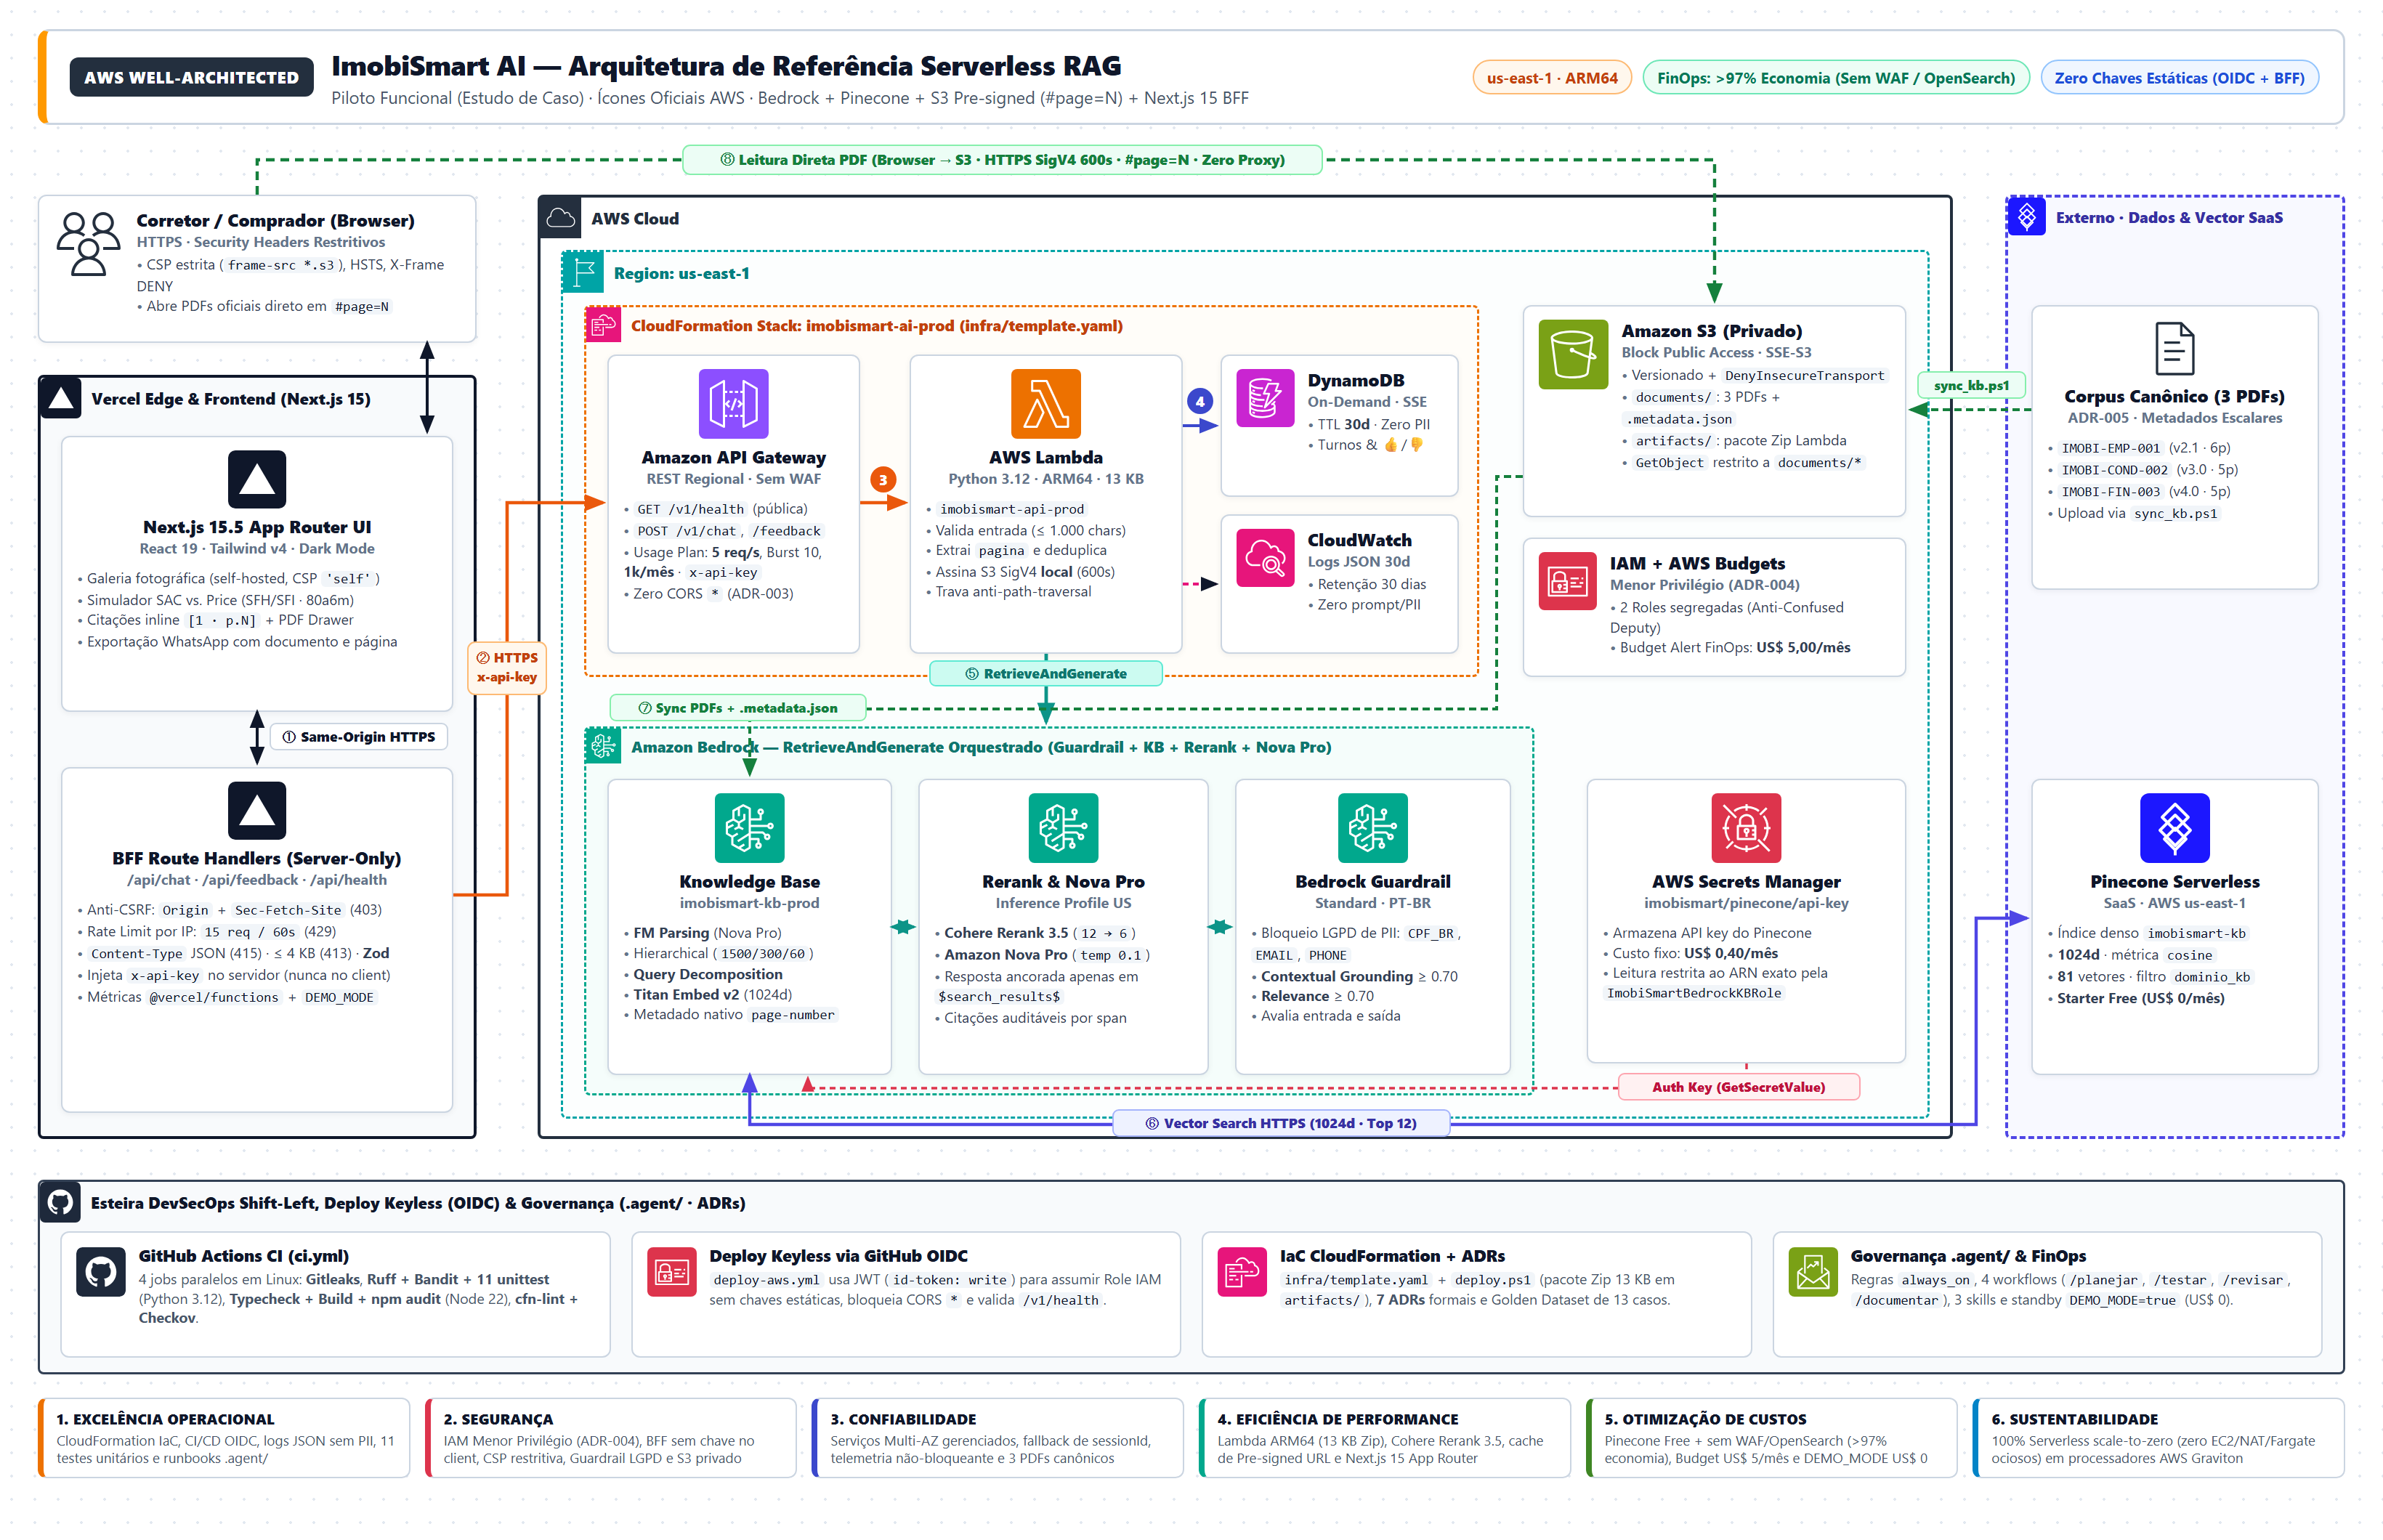 AWS WELL-ARCHITECTED
ImobiSmart AI — Arquitetura de Referência Serverless RAG
Piloto Funcional (Estudo de Caso) · Ícones Oficiais AWS · Bedrock + Pinecone + S3 Pre-signed (#page=N) + Next.js 15 BFF
us-east-1 · ARM64
FinOps: >97% Economia (Sem WAF / OpenSearch)
Zero Chaves Estáticas (OIDC + BFF)
⑧ Leitura Direta PDF (Browser → S3 · HTTPS SigV4 600s · #page=N · Zero Proxy)
Corretor / Comprador (Browser)
HTTPS · Security Headers Restritivos
• CSP estrita ( frame-src *.s3 ), HSTS, X-Frame
DENY
• Abre PDFs oficiais direto em #page=N
Vercel Edge & Frontend (Next.js 15)
Next.js 15.5 App Router UI
React 19 · Tailwind v4 · Dark Mode
• Galeria fotográfica (self-hosted, CSP 'self' )
• Simulador SAC vs. Price (SFH/SFI · 80a6m)
• Citações inline [1 · p.N] + PDF Drawer
• Exportação WhatsApp com documento e página
① Same-Origin HTTPS
BFF Route Handlers (Server-Only)
/api/chat · /api/feedback · /api/health
• Anti-CSRF: Origin + Sec-Fetch-Site (403)
• Rate Limit por IP: 15 req / 60s (429)
• Content-Type JSON (415) · ≤ 4 KB (413) · Zod
• Injeta x-api-key no servidor (nunca no client)
• Métricas @vercel/functions + DEMO_MODE
② HTTPS
x-api-key
AWS Cloud
Region: us-east-1
CloudFormation Stack: imobismart-ai-prod (infra/template.yaml)
Amazon API Gateway
REST Regional · Sem WAF
• GET /v1/health (pública)
• POST /v1/chat , /feedback
• Usage Plan: 5 req/s, Burst 10,
1k/mês · x-api-key
• Zero CORS * (ADR-003)
3
AWS Lambda
Python 3.12 · ARM64 · 13 KB
• imobismart-api-prod
• Valida entrada (≤ 1.000 chars)
• Extrai pagina e deduplica
• Assina S3 SigV4 local (600s)
• Trava anti-path-traversal
4
DynamoDB
On-Demand · SSE
• TTL 30d · Zero PII
• Turnos & 👍/👎
CloudWatch
Logs JSON 30d
• Retenção 30 dias
• Zero prompt/PII
Amazon S3 (Privado)
Block Public Access · SSE-S3
• Versionado + DenyInsecureTransport
• documents/ : 3 PDFs +
.metadata.json
• artifacts/ : pacote Zip Lambda
• GetObject restrito a documents/*
IAM + AWS Budgets
Menor Privilégio (ADR-004)
• 2 Roles segregadas (Anti-Confused
Deputy)
• Budget Alert FinOps: US$ 5,00/mês
⑤ RetrieveAndGenerate
⑦ Sync PDFs + .metadata.json
Amazon Bedrock — RetrieveAndGenerate Orquestrado (Guardrail + KB + Rerank + Nova Pro)
Knowledge Base
imobismart-kb-prod
• FM Parsing (Nova Pro)
• Hierarchical ( 1500/300/60 )
• Query Decomposition
• Titan Embed v2 (1024d)
• Metadado nativo page-number
Rerank & Nova Pro
Inference Profile US
• Cohere Rerank 3.5 ( 12 → 6 )
• Amazon Nova Pro ( temp 0.1 )
• Resposta ancorada apenas em
$search_results$
• Citações auditáveis por span
Bedrock Guardrail
Standard · PT-BR
• Bloqueio LGPD de PII: CPF_BR ,
EMAIL , PHONE
• Contextual Grounding ≥ 0.70
• Relevance ≥ 0.70
• Avalia entrada e saída
AWS Secrets Manager
imobismart/pinecone/api-key
• Armazena API key do Pinecone
• Custo fixo: US$ 0,40/mês
• Leitura restrita ao ARN exato pela
ImobiSmartBedrockKBRole
Auth Key (GetSecretValue)
⑥ Vector Search HTTPS (1024d · Top 12)
Externo · Dados & Vector SaaS
sync_kb.ps1
Corpus Canônico (3 PDFs)
ADR-005 · Metadados Escalares
• IMOBI-EMP-001 (v2.1 · 6p)
• IMOBI-COND-002 (v3.0 · 5p)
• IMOBI-FIN-003 (v4.0 · 5p)
• Upload via sync_kb.ps1
Pinecone Serverless
SaaS · AWS us-east-1
• Índice denso imobismart-kb
• 1024d · métrica cosine
• 81 vetores · filtro dominio_kb
• Starter Free (US$ 0/mês)
Esteira DevSecOps Shift-Left, Deploy Keyless (OIDC) & Governança (.agent/ · ADRs)
GitHub Actions CI (ci.yml)
4 jobs paralelos em Linux: Gitleaks, Ruff + Bandit + 11 unittest
(Python 3.12), Typecheck + Build + npm audit (Node 22), cfn-lint +
Checkov.
Deploy Keyless via GitHub OIDC
deploy-aws.yml usa JWT ( id-token: write ) para assumir Role IAM
sem chaves estáticas, bloqueia CORS * e valida /v1/health .
IaC CloudFormation + ADRs
infra/template.yaml + deploy.ps1 (pacote Zip 13 KB em
artifacts/ ), 7 ADRs formais e Golden Dataset de 13 casos.
Governança .agent/ & FinOps
Regras always_on , 4 workflows ( /planejar , /testar , /revisar ,
/documentar ), 3 skills e standby DEMO_MODE=true (US$ 0).
1. EXCELÊNCIA OPERACIONAL
CloudFormation IaC, CI/CD OIDC, logs JSON sem PII, 11
testes unitários e runbooks .agent/
2. SEGURANÇA
IAM Menor Privilégio (ADR-004), BFF sem chave no
client, CSP restritiva, Guardrail LGPD e S3 privado
3. CONFIABILIDADE
Serviços Multi-AZ gerenciados, fallback de sessionId,
telemetria não-bloqueante e 3 PDFs canônicos
4. EFICIÊNCIA DE PERFORMANCE
Lambda ARM64 (13 KB Zip), Cohere Rerank 3.5, cache
de Pre-signed URL e Next.js 15 App Router
5. OTIMIZAÇÃO DE CUSTOS
Pinecone Free + sem WAF/OpenSearch (>97%
economia), Budget US$ 5/mês e DEMO_MODE US$ 0
6. SUSTENTABILIDADE
100% Serverless scale-to-zero (zero EC2/NAT/Fargate
ociosos) em processadores AWS Graviton